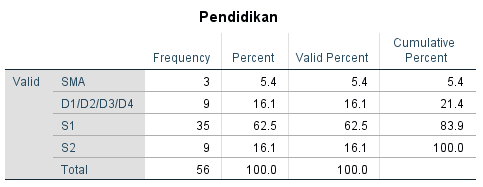 Pendidikan
Frequency Percent Valid Percent Cumulative Percent
Valid SMA 3 5.4 5.4 5.4
D1/D2/D3/D4 9 16.1 16.1 21.4
S1 35 62.5 62.5 83.9
S2 9 16.1 16.1 100.0
Total 56 100.0 100.0